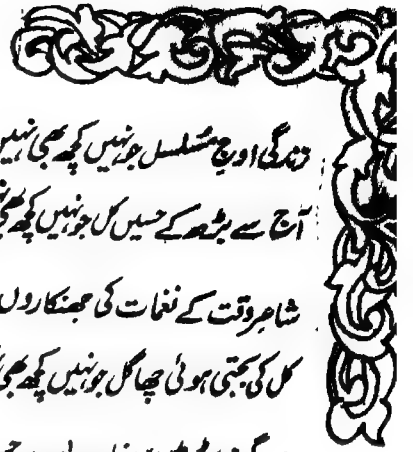 زندگی اوجِ مسلسل جو نہیں کچھ بھی نہیں
آج سے بڑھ کے حسیں کل جو نہیں کچھ بھی
شاہرِ وقت کے نغمات کی جھنکاروں
کل کی بجتی ہوئی چھاگل جو نہیں کچھ بھی